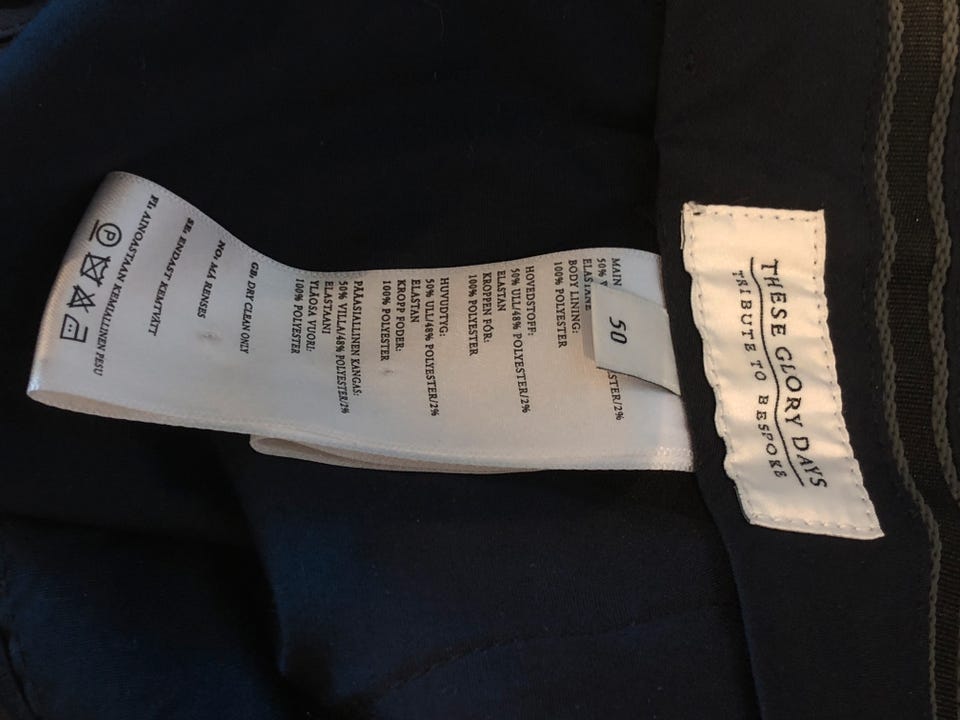 THESE GLORY DAYS
TRIBUTE TO BESPOKE
50
MAIN
50% STER/2%
ELASTANE
BODY LINING:
100% POLYESTER
HOVEDSTOFF:
50% ULL/48% POLYESTER/2%
ELASTAN
KROPPEN FÓR:
100% POLYESTER
HUVUDTYG:
50% ULL/48% POLYESTER/2%
ELASTAN
KROPP FODER:
100% POLYESTER
PÄÄASIALLINEN KANGAS:
50% VILLA/48% POLYESTER/2%
ELASTAANI
YLÄOSA VUORI:
100% POLYESTER
GB: DRY CLEAN ONLY
NO, MÅ RENSES
SE: ENDAST KEMTVÄTT
FI: AINOASTAAN KEMIALLINEN PESU
P